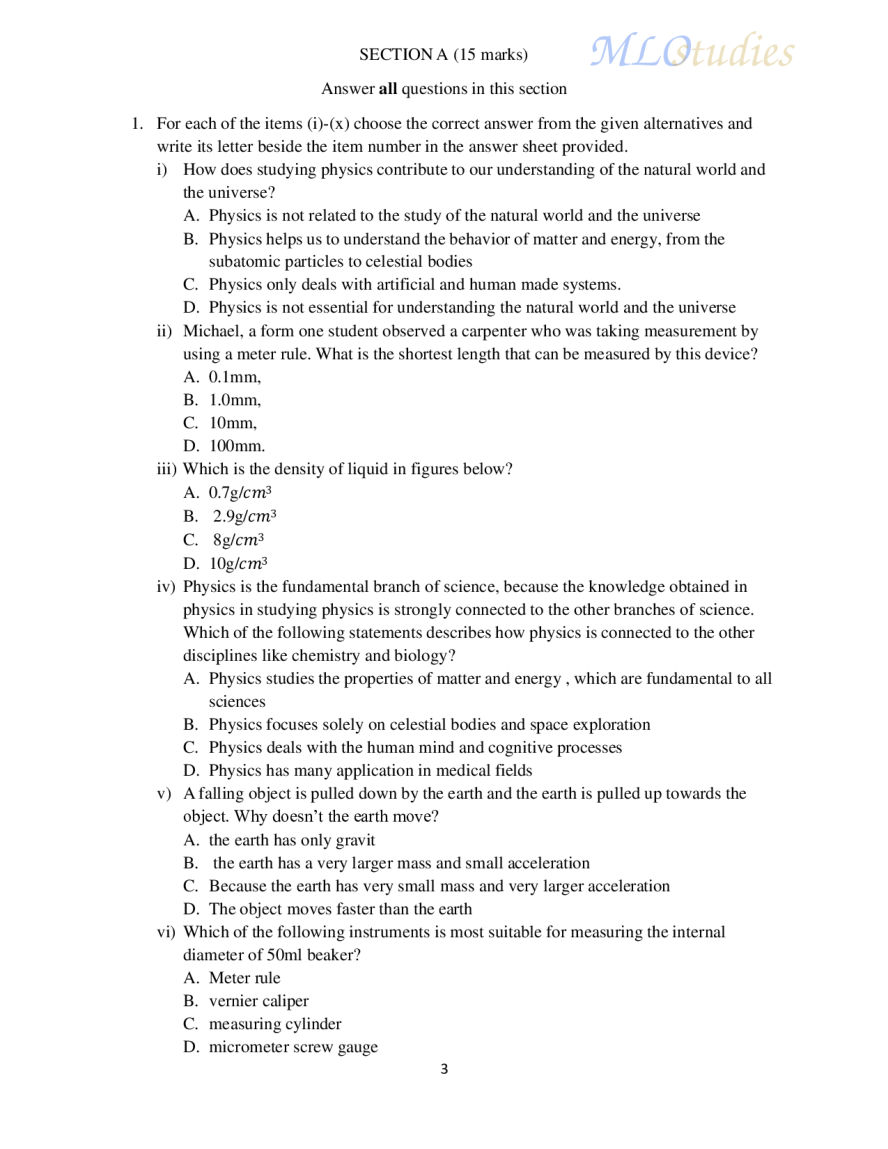 MLOstudies
SECTION A (15 marks)
Answer all questions in this section
1. For each of the items (i)-(x) choose the correct answer from the given alternatives and
write its letter beside the item number in the answer sheet provided.
i) How does studying physics contribute to our understanding of the natural world and
the universe?
A. Physics is not related to the study of the natural world and the universe
B. Physics helps us to understand the behavior of matter and energy, from the
subatomic particles to celestial bodies
C. Physics only deals with artificial and human made systems.
D. Physics is not essential for understanding the natural world and the universe
ii) Michael, a form one student observed a carpenter who was taking measurement by
using a meter rule. What is the shortest length that can be measured by this device?
A. 0.1mm,
B. 1.0mm,
C. 10mm,
D. 100mm.
iii) Which is the density of liquid in figures below?
A. 0.7g/cm³
B. 2.9g/cm³
C. 8g/cm³
D. 10g/cm³
iv) Physics is the fundamental branch of science, because the knowledge obtained in
physics in studying physics is strongly connected to the other branches of science.
Which of the following statements describes how physics is connected to the other
disciplines like chemistry and biology?
A. Physics studies the properties of matter and energy , which are fundamental to all
sciences
B. Physics focuses solely on celestial bodies and space exploration
C. Physics deals with the human mind and cognitive processes
D. Physics has many application in medical fields
v) A falling object is pulled down by the earth and the earth is pulled up towards the
object. Why doesn’t the earth move?
A. the earth has only gravit
B. the earth has a very larger mass and small acceleration
C. Because the earth has very small mass and very larger acceleration
D. The object moves faster than the earth
vi) Which of the following instruments is most suitable for measuring the internal
diameter of 50ml beaker?
A. Meter rule
B. vernier caliper
C. measuring cylinder
D. micrometer screw gauge
3